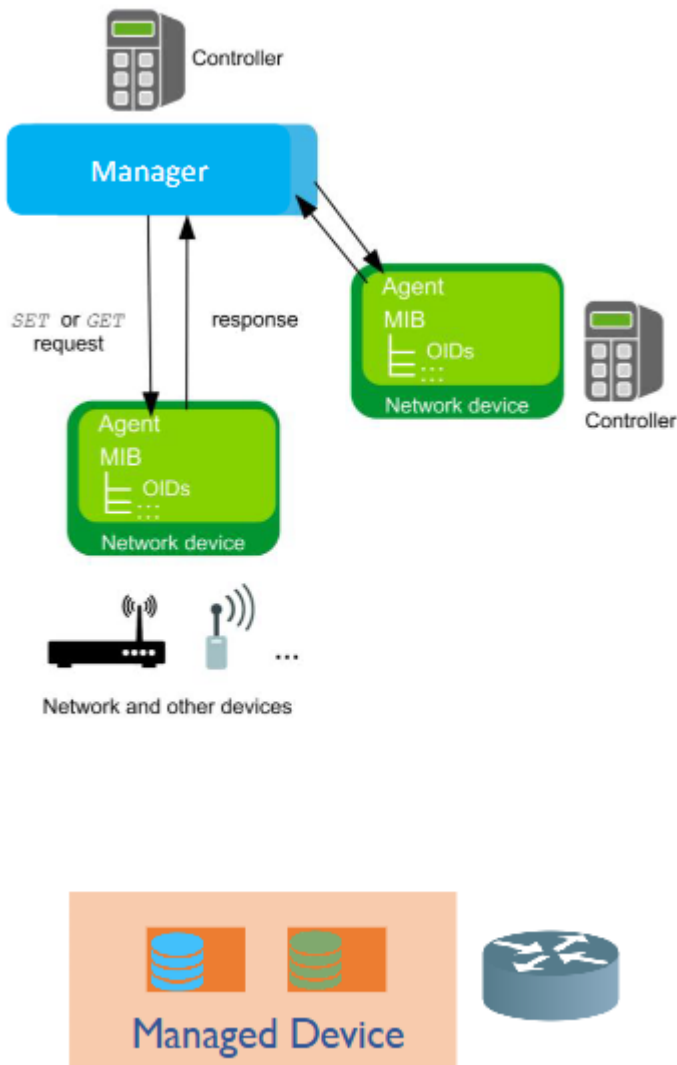 Controller
Manager
SET or GET
request
response
Agent
MIB
OIDs
...
Network device
Controller
Agent
MIB
OIDs
...
Network device
...
Network and other devices
Managed Device